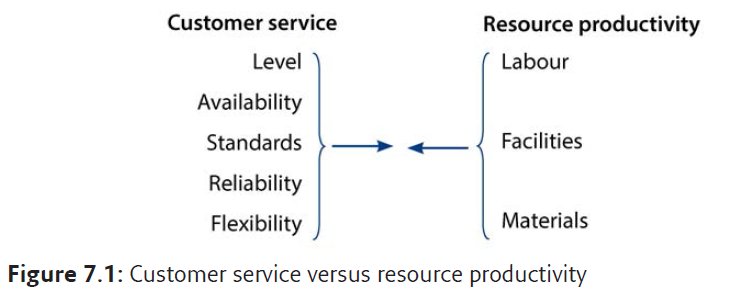 Customer service
Resource productivity
Level
Labour
Availability
Standards
Facilities
Reliability
Flexibility
Materials
Figure 7.1: Customer service versus resource productivity